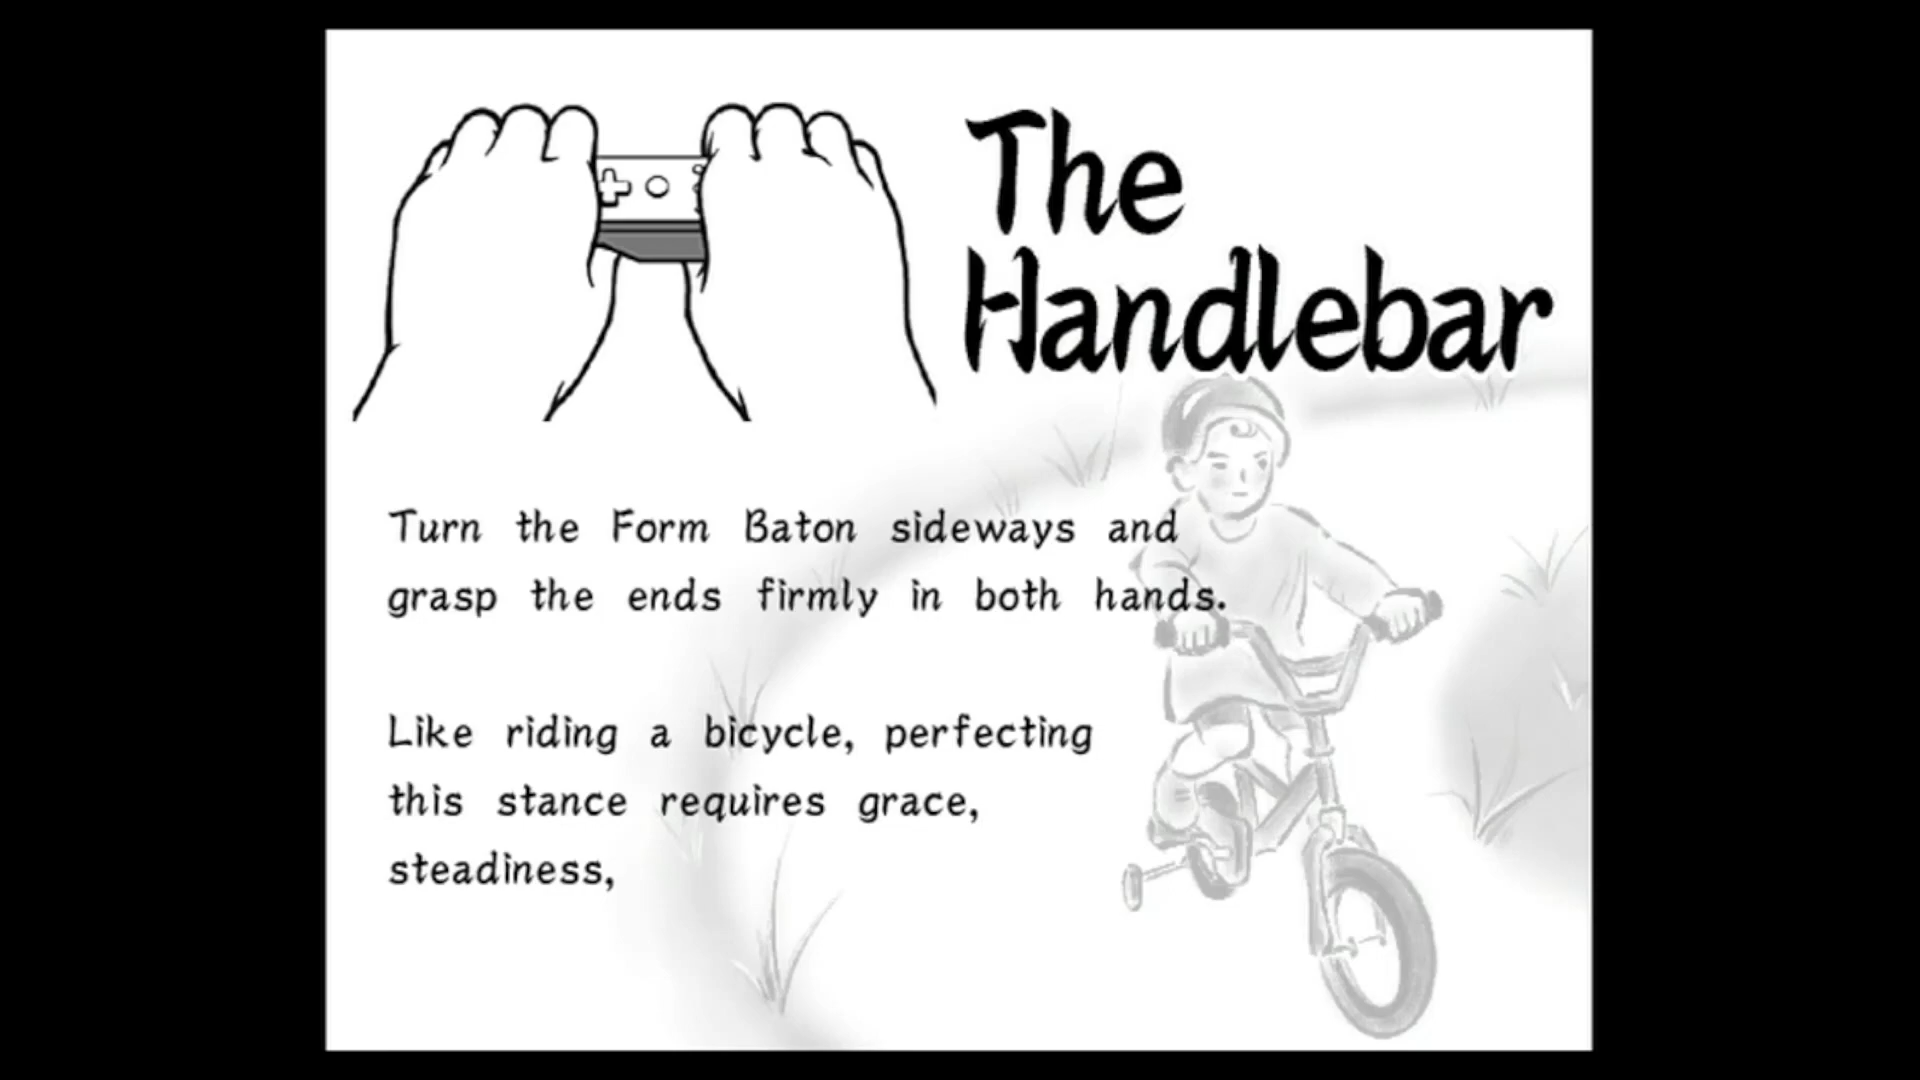 The
Handlebar
Turn the Form Baton sideways and
grasp the ends firmly in both hands.
Like riding a bicycle, perfecting
this stance requires grace,
steadiness,